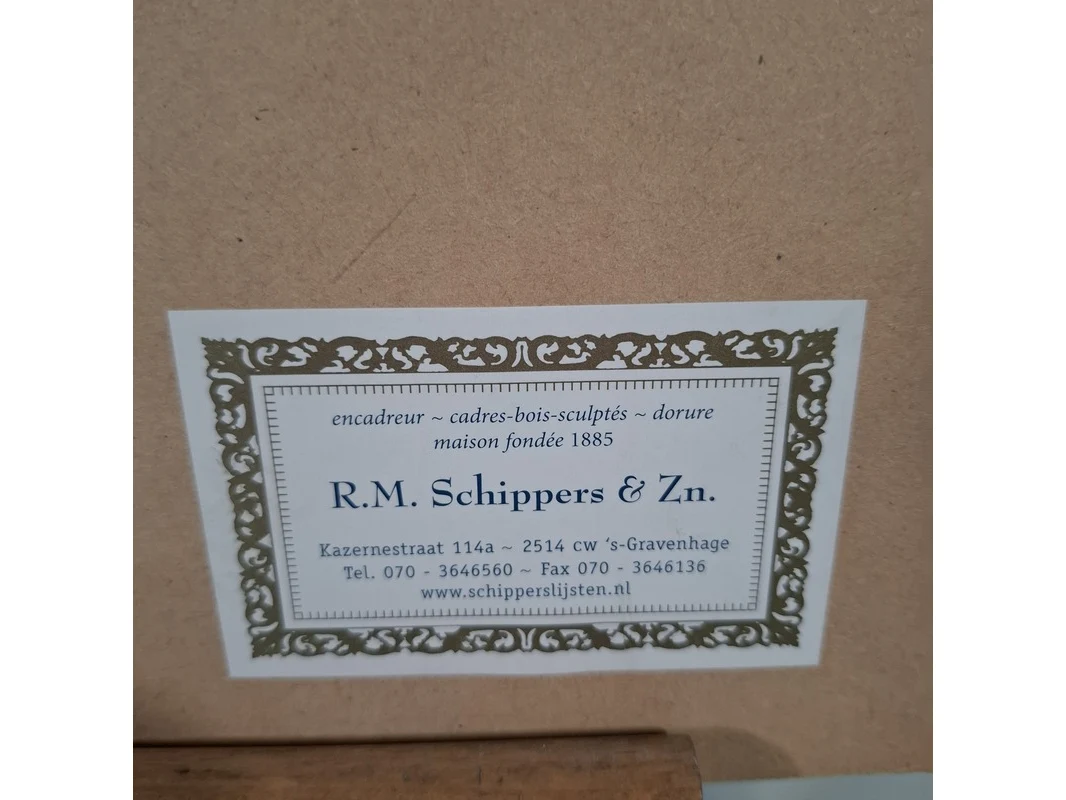 encadreur ~ cadres-bois-sculptés ~ dorure
maison fondée 1885
R.M. Schippers & Zn.
Kazernestraat 114a ~ 2514 CW ‘s-Gravenhage
Tel. 070 - 3646560 ~ Fax 070 - 3646136
www.schipperslijsten.nl